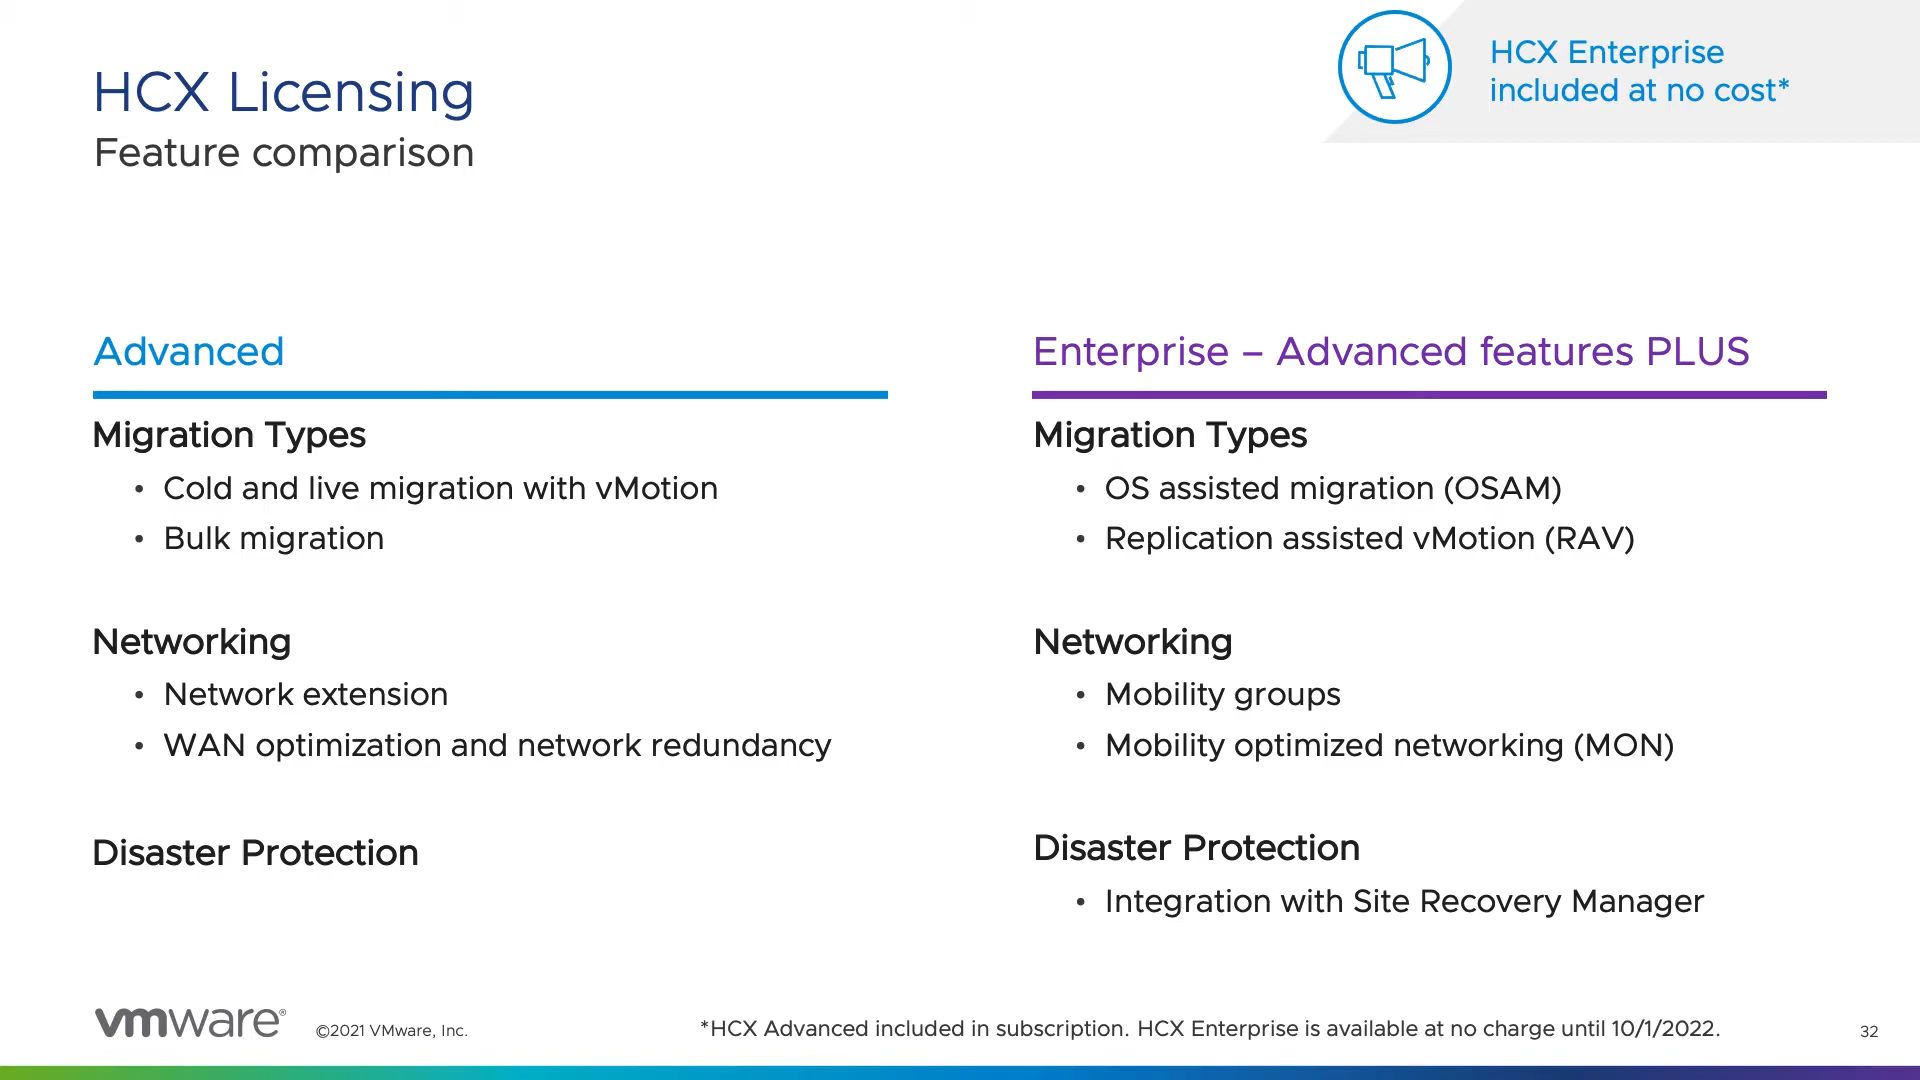 HCX Licensing
Feature comparison
HCX Enterprise
included at no cost*
Advanced
Migration Types
• Cold and live migration with vMotion
• Bulk migration
Networking
• Network extension
• WAN optimization and network redundancy
Disaster Protection
Enterprise – Advanced features PLUS
Migration Types
• OS assisted migration (OSAM)
• Replication assisted vMotion (RAV)
Networking
• Mobility groups
• Mobility optimized networking (MON)
Disaster Protection
• Integration with Site Recovery Manager
vmware®
©2021 VMware, Inc.
*HCX Advanced included in subscription. HCX Enterprise is available at no charge until 10/1/2022.
32